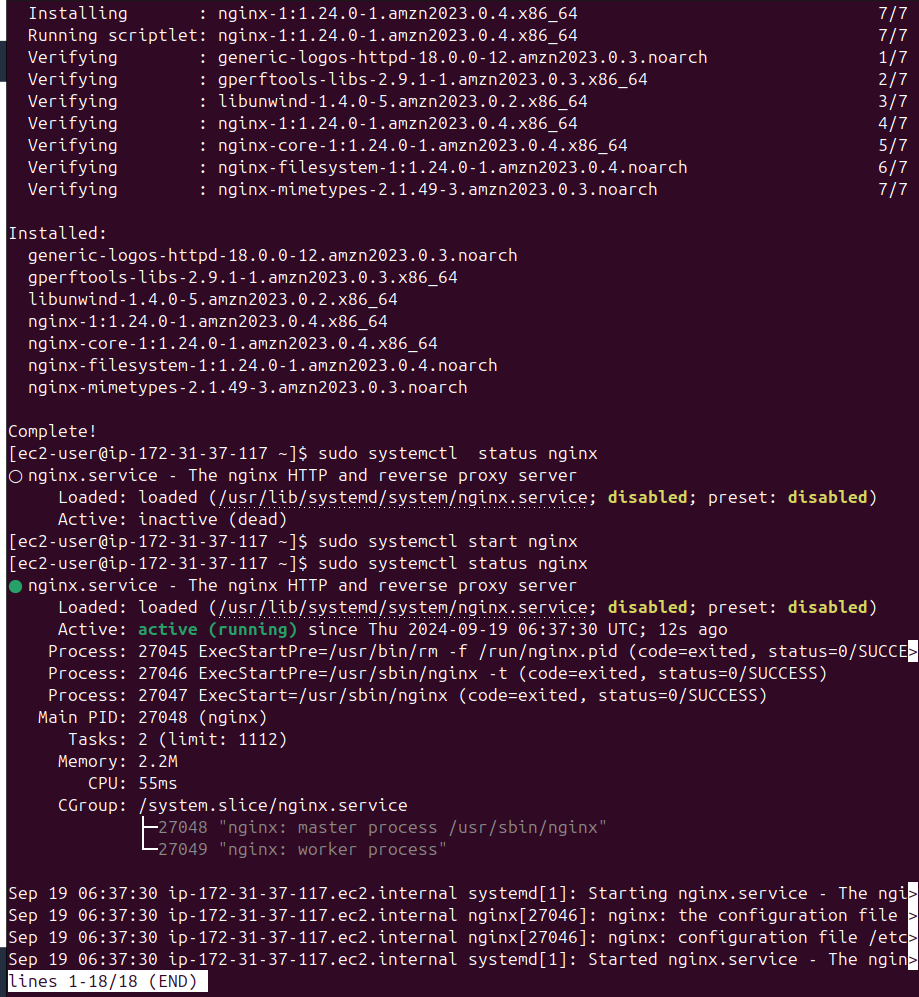 Installing : nginx-1:1.24.0-1.amzn2023.0.4.x86_64 7/7
Running scriptlet: nginx-1:1.24.0-1.amzn2023.0.4.x86_64 7/7
Verifying : generic-logos-httpd-18.0.0-12.amzn2023.0.3.noarch 1/7
Verifying : gperftools-libs-2.9.1-1.amzn2023.0.3.x86_64 2/7
Verifying : libunwind-1.4.0-5.amzn2023.0.2.x86_64 3/7
Verifying : nginx-1:1.24.0-1.amzn2023.0.4.x86_64 4/7
Verifying : nginx-core-1:1.24.0-1.amzn2023.0.4.x86_64 5/7
Verifying : nginx-filesystem-1:1.24.0-1.amzn2023.0.4.noarch 6/7
Verifying : nginx-mimetypes-2.1.49-3.amzn2023.0.3.noarch 7/7
Installed:
generic-logos-httpd-18.0.0-12.amzn2023.0.3.noarch
gperftools-libs-2.9.1-1.amzn2023.0.3.x86_64
libunwind-1.4.0-5.amzn2023.0.2.x86_64
nginx-1:1.24.0-1.amzn2023.0.4.x86_64
nginx-core-1:1.24.0-1.amzn2023.0.4.x86_64
nginx-filesystem-1:1.24.0-1.amzn2023.0.4.noarch
nginx-mimetypes-2.1.49-3.amzn2023.0.3.noarch
Complete!
[ec2-user@ip-172-31-37-117 ~]$ sudo systemctl  status nginx
○ nginx.service - The nginx HTTP and reverse proxy server
Loaded: loaded (/usr/lib/systemd/system/nginx.service; disabled; preset: disabled)
Active: inactive (dead)
[ec2-user@ip-172-31-37-117 ~]$ sudo systemctl start nginx
[ec2-user@ip-172-31-37-117 ~]$ sudo systemctl status nginx
● nginx.service - The nginx HTTP and reverse proxy server
Loaded: loaded (/usr/lib/systemd/system/nginx.service; disabled; preset: disabled)
Active: active (running) since Thu 2024-09-19 06:37:30 UTC; 12s ago
Process: 27045 ExecStartPre=/usr/bin/rm -f /run/nginx.pid (code=exited, status=0/SUCCE>
Process: 27046 ExecStartPre=/usr/sbin/nginx -t (code=exited, status=0/SUCCESS)
Process: 27047 ExecStart=/usr/sbin/nginx (code=exited, status=0/SUCCESS)
Main PID: 27048 (nginx)
Tasks: 2 (limit: 1112)
Memory: 2.2M
CPU: 55ms
CGroup: /system.slice/nginx.service
├─27048 "nginx: master process /usr/sbin/nginx"
└─27049 "nginx: worker process"
Sep 19 06:37:30 ip-172-31-37-117.ec2.internal systemd[1]: Starting nginx.service - The ngi>
Sep 19 06:37:30 ip-172-31-37-117.ec2.internal nginx[27046]: nginx: the configuration file >
Sep 19 06:37:30 ip-172-31-37-117.ec2.internal nginx[27046]: nginx: configuration file /etc>
Sep 19 06:37:30 ip-172-31-37-117.ec2.internal systemd[1]: Started nginx.service - The ngin>
lines 1-18/18 (END)